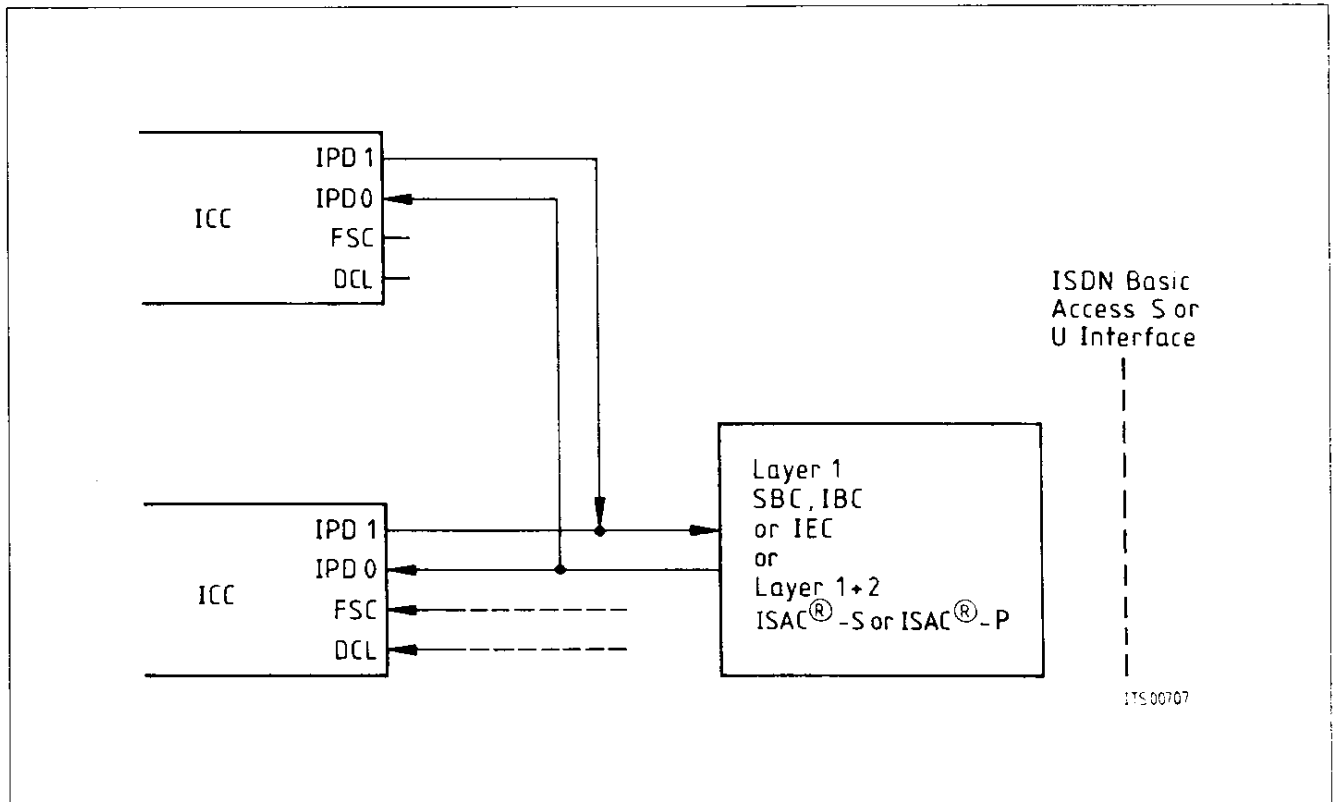 IPD 1
IPD 0
ICC
FSC
DCL
ISDN Basic
Access S or
U Interface
Layer 1
SBC, IBC
or IEC
or
Layer 1+2
ISAC®-S or ISAC®-P
IPD 1
IPD 0
ICC
FSC
DCL
ITS00707